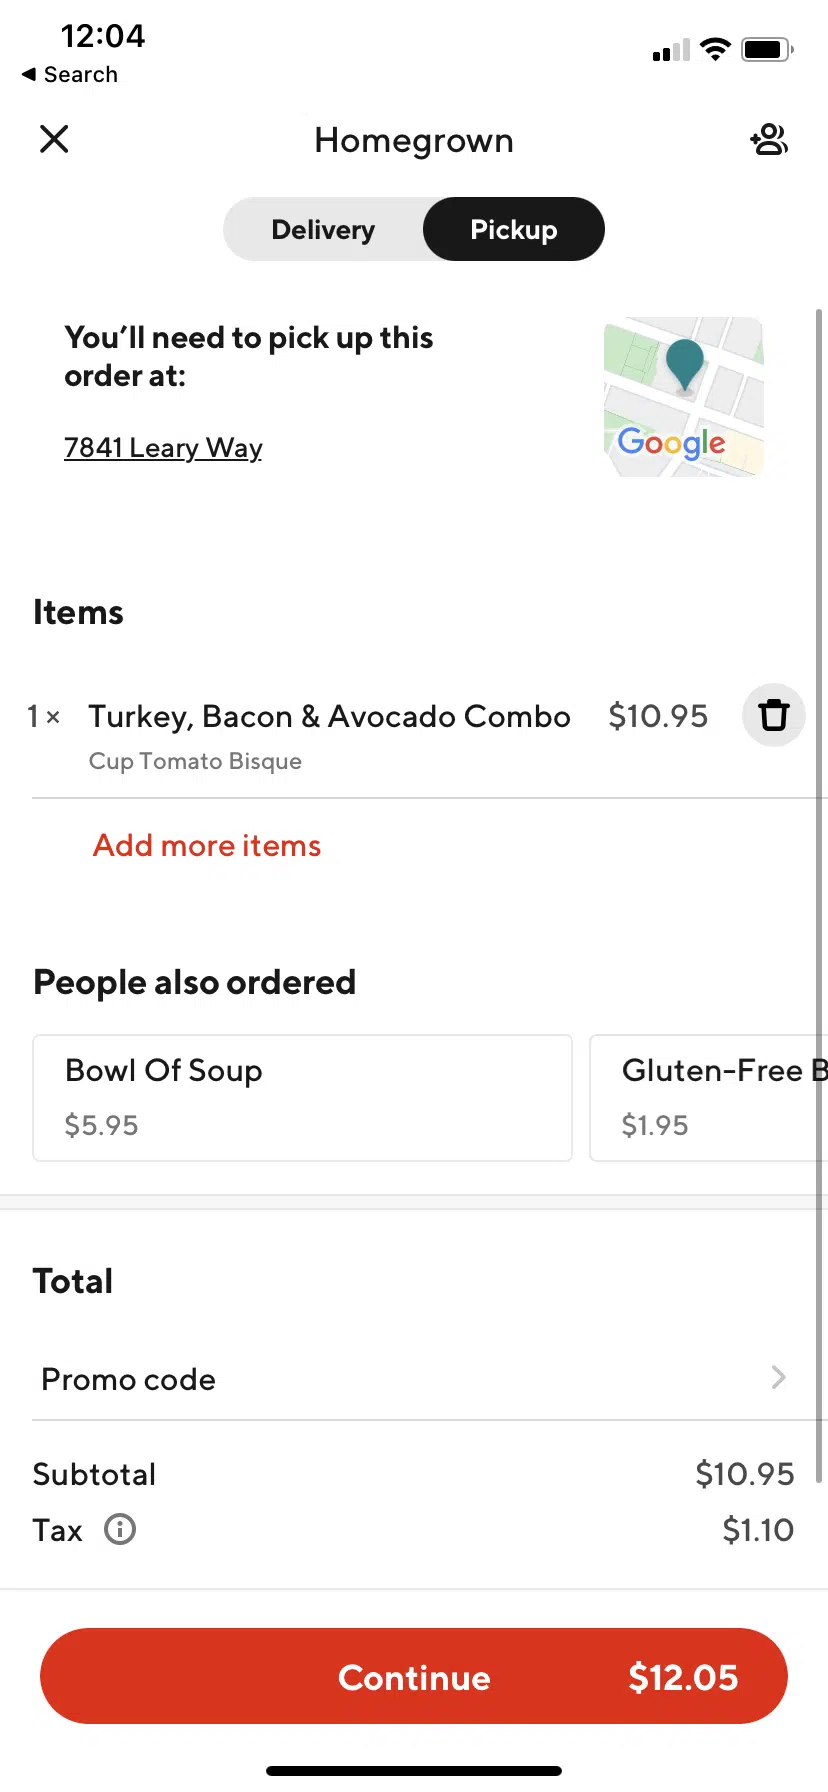 12:04
◀ Search
Homegrown
Delivery
Pickup
You’ll need to pick up this
order at:
7841 Leary Way
Google
Items
1 × Turkey, Bacon & Avocado Combo $10.95
Cup Tomato Bisque
Add more items
People also ordered
Bowl Of Soup
$5.95
Gluten-Free B
$1.95
Total
Promo code
Subtotal $10.95
Tax $1.10
Continue $12.05